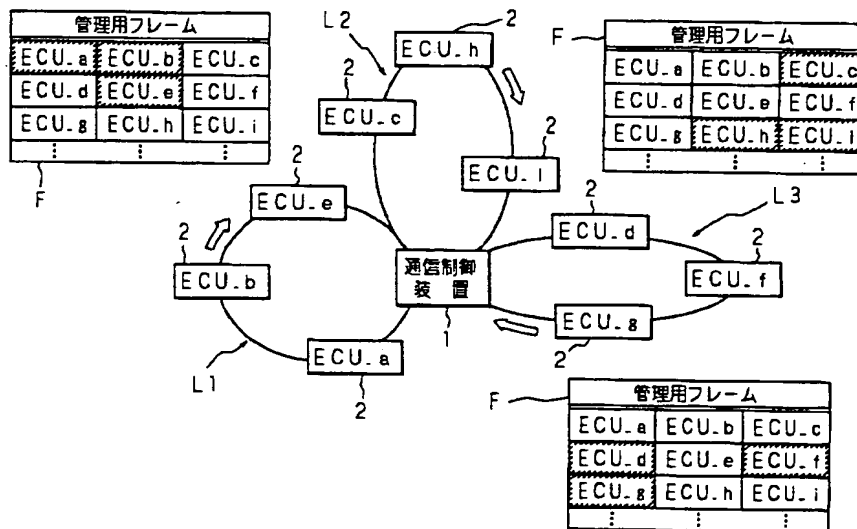 管理用フレーム
ECU_a ECU_b ECU_c
ECU_d ECU_e ECU_f
ECU_g ECU_h ECU_i
F
L2
2
ECU_h
2
ECU_c
2
ECU_i
F
管理用フレーム
ECU_a ECU_b ECU_c
ECU_d ECU_e ECU_f
ECU_g ECU_h ECU_i
2
ECU_e
2
ECU_b
L1
ECU_a
2
通信制御
装置
1
2
ECU_d
L3
2
ECU_f
ECU_g
2
F
管理用フレーム
ECU_a ECU_b ECU_c
ECU_d ECU_e ECU_f
ECU_g ECU_h ECU_i